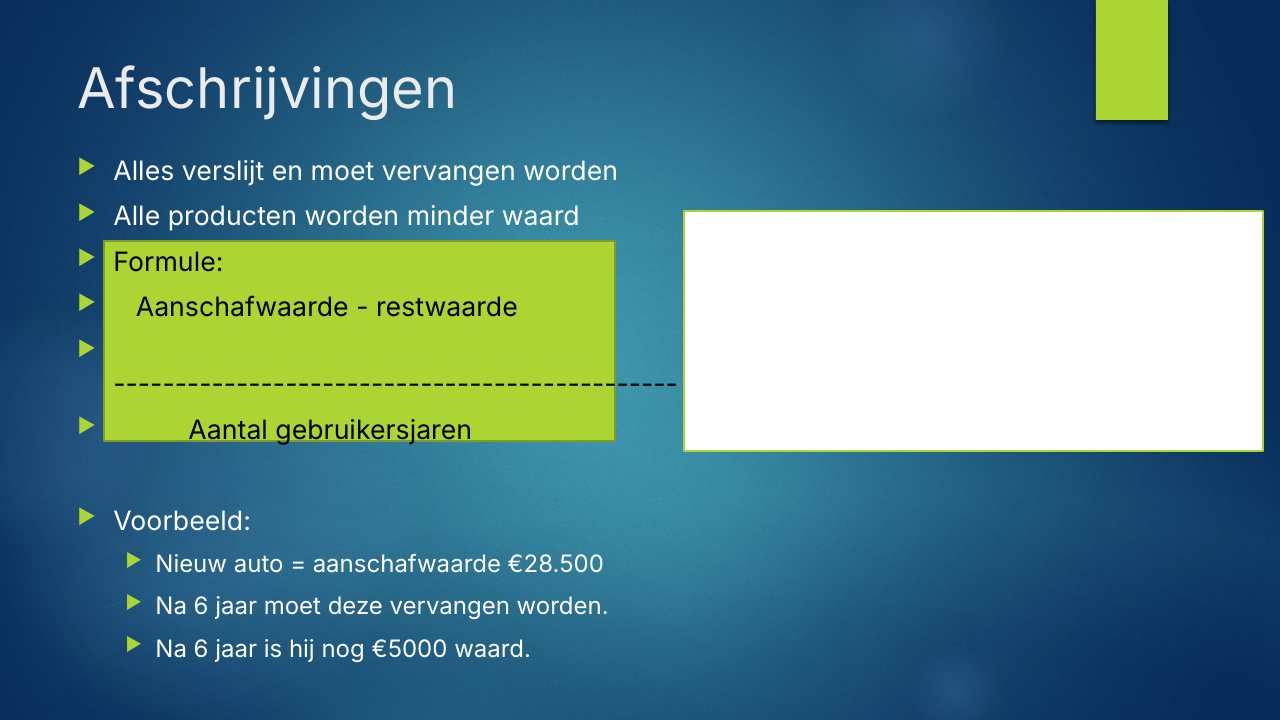 Afschrijvingen
Alles verslijt en moet vervangen worden
Alle producten worden minder waard
Formule:
Aanschafwaarde - restwaarde
----------------------------------------------
Aantal gebruikersjaren
Voorbeeld:
Nieuw auto = aanschafwaarde €28.500
Na 6 jaar moet deze vervangen worden.
Na 6 jaar is hij nog €5000 waard.